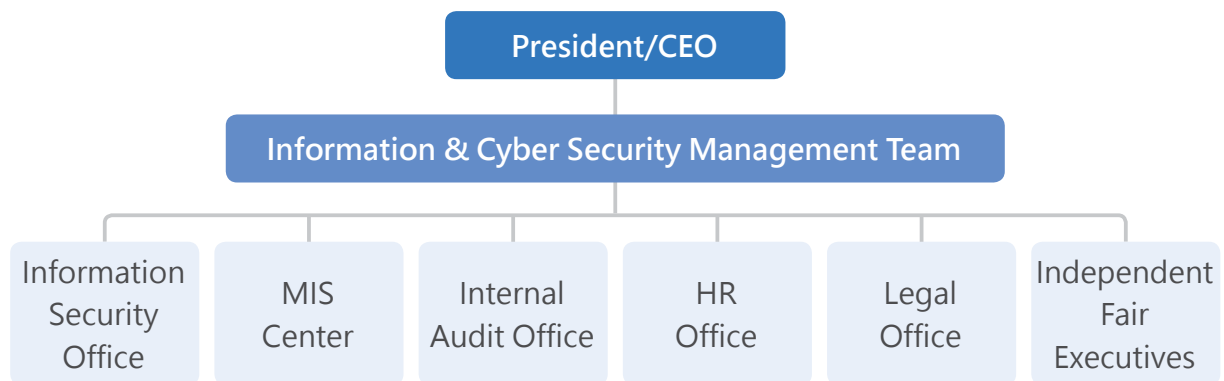 President/CEO
Information & Cyber Security Management Team
Information
Security
Office
MIS
Center
Internal
Audit Office
HR
Office
Legal
Office
Independent
Fair
Executives